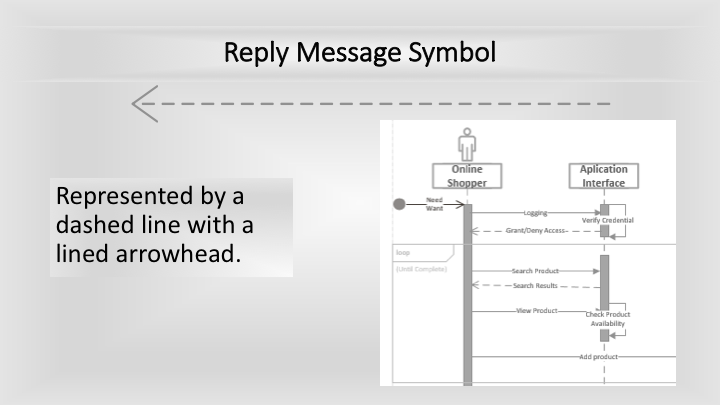 Reply Message Symbol
Represented by a
dashed line with a
lined arrowhead.
Online
Shopper
Aplication
Interface
Need
Want
Logging
Verify Credential
Grant/Deny Access
loop
(Until Complete)
Search Product
Search Results
View Product
Check Product
Availability
Add product